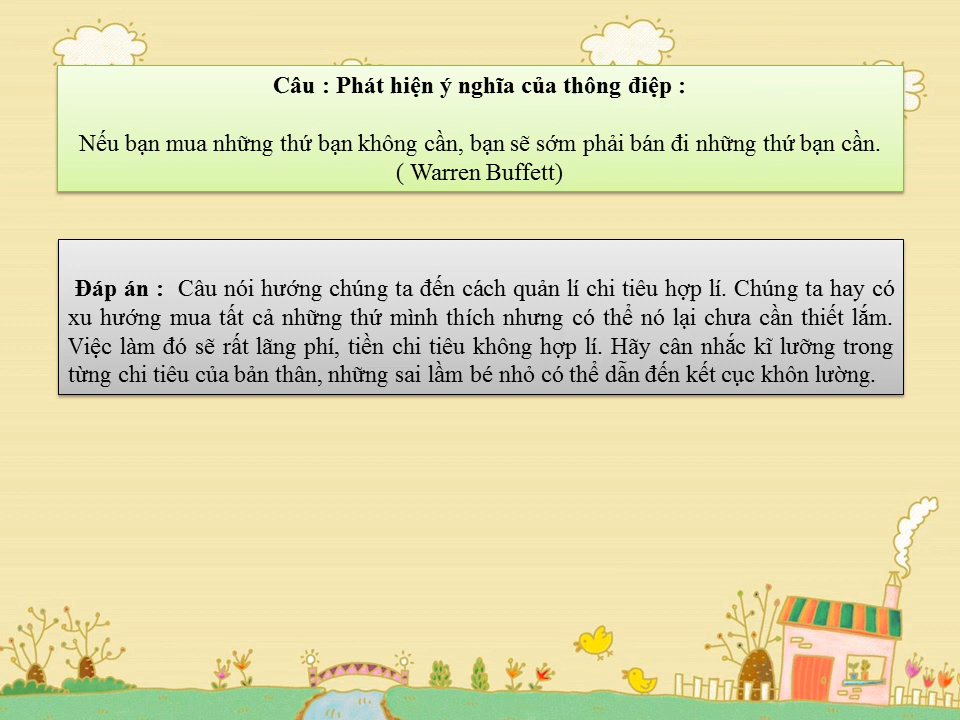 Câu : Phát hiện ý nghĩa của thông điệp :
Nếu bạn mua những thứ bạn không cần, bạn sẽ sớm phải bán đi những thứ bạn cần.
( Warren Buffett)
Đáp án : Câu nói hướng chúng ta đến cách quản lí chi tiêu hợp lí. Chúng ta hay có
xu hướng mua tất cả những thứ mình thích nhưng có thể nó lại chưa cần thiết lắm.
Việc làm đó sẽ rất lãng phí, tiền chi tiêu không hợp lí. Hãy cân nhắc kĩ lưỡng trong
từng chi tiêu của bản thân, những sai lầm bé nhỏ có thể dẫn đến kết cục khôn lường.